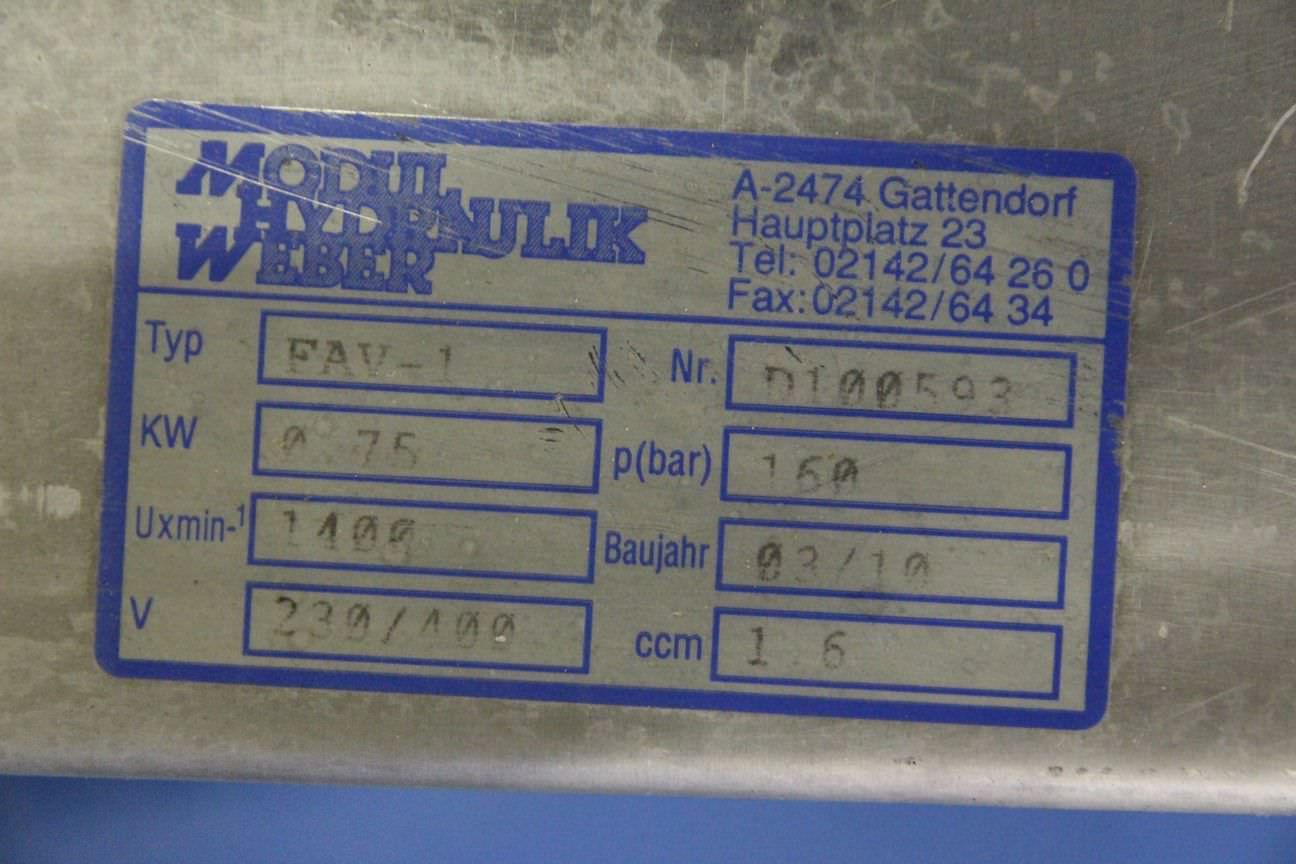 MODUL
HYDRAULIK
WEBER
A-2474 Gattendorf
Hauptplatz 23
Tel: 02142/64 26 0
Fax: 02142/64 34
Typ FAV-1 Nr. D100593
KW 0.75 p(bar) 160
Uxmin-¹ 1400 Baujahr 03/10
V 230/400 ccm 1.6